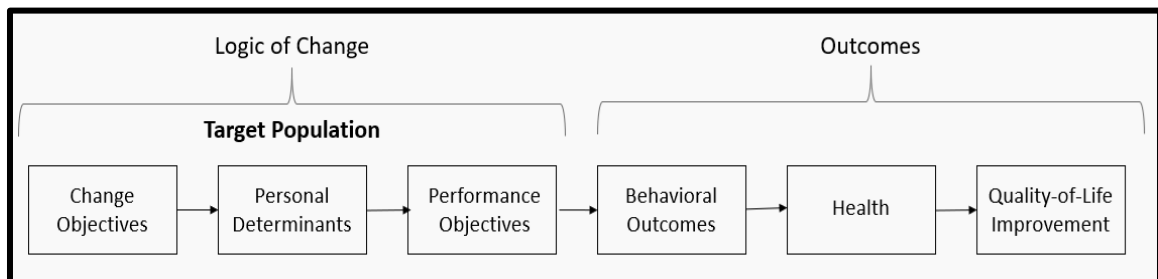 Logic of Change
Outcomes
Target Population
Change
Objectives
Personal
Determinants
Performance
Objectives
Behavioral
Outcomes
Health
Quality-of-Life
Improvement